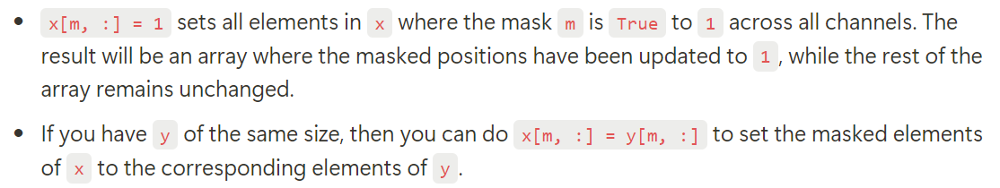 • x[m, :] = 1 sets all elements in x where the mask m is True to 1 across all channels. The
result will be an array where the masked positions have been updated to 1, while the rest of the
array remains unchanged.
• If you have y of the same size, then you can do x[m, :] = y[m, :] to set the masked elements
of x to the corresponding elements of y.